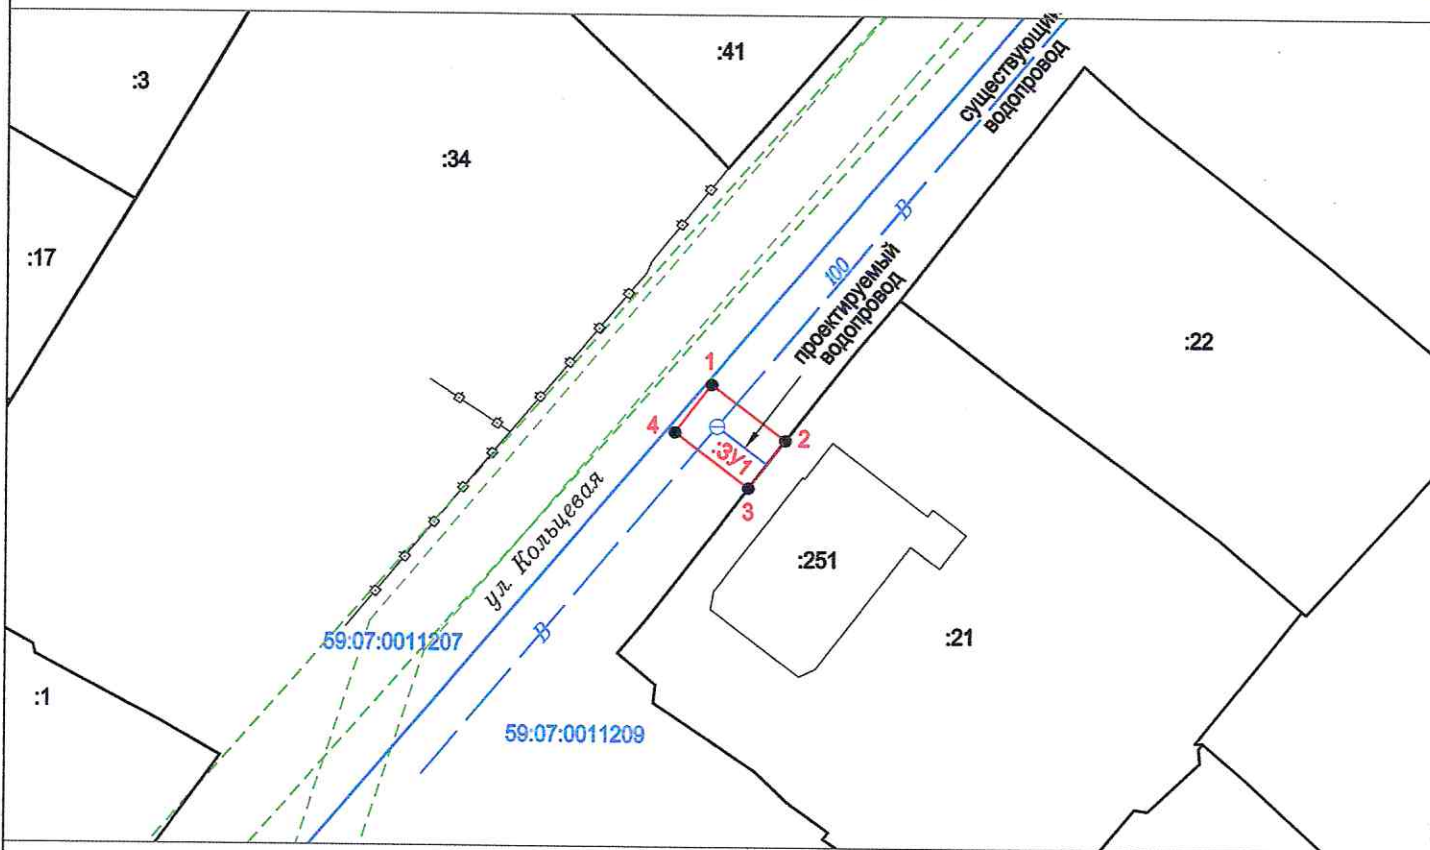 :41
:3
:34
:17
существующий
водопровод
В
100
проектируемый
водопровод
:22
1
2
4
:ЗУ1
3
ул. Кольцевая
:251
59:07:0011207
В
:21
:1
59:07:0011209